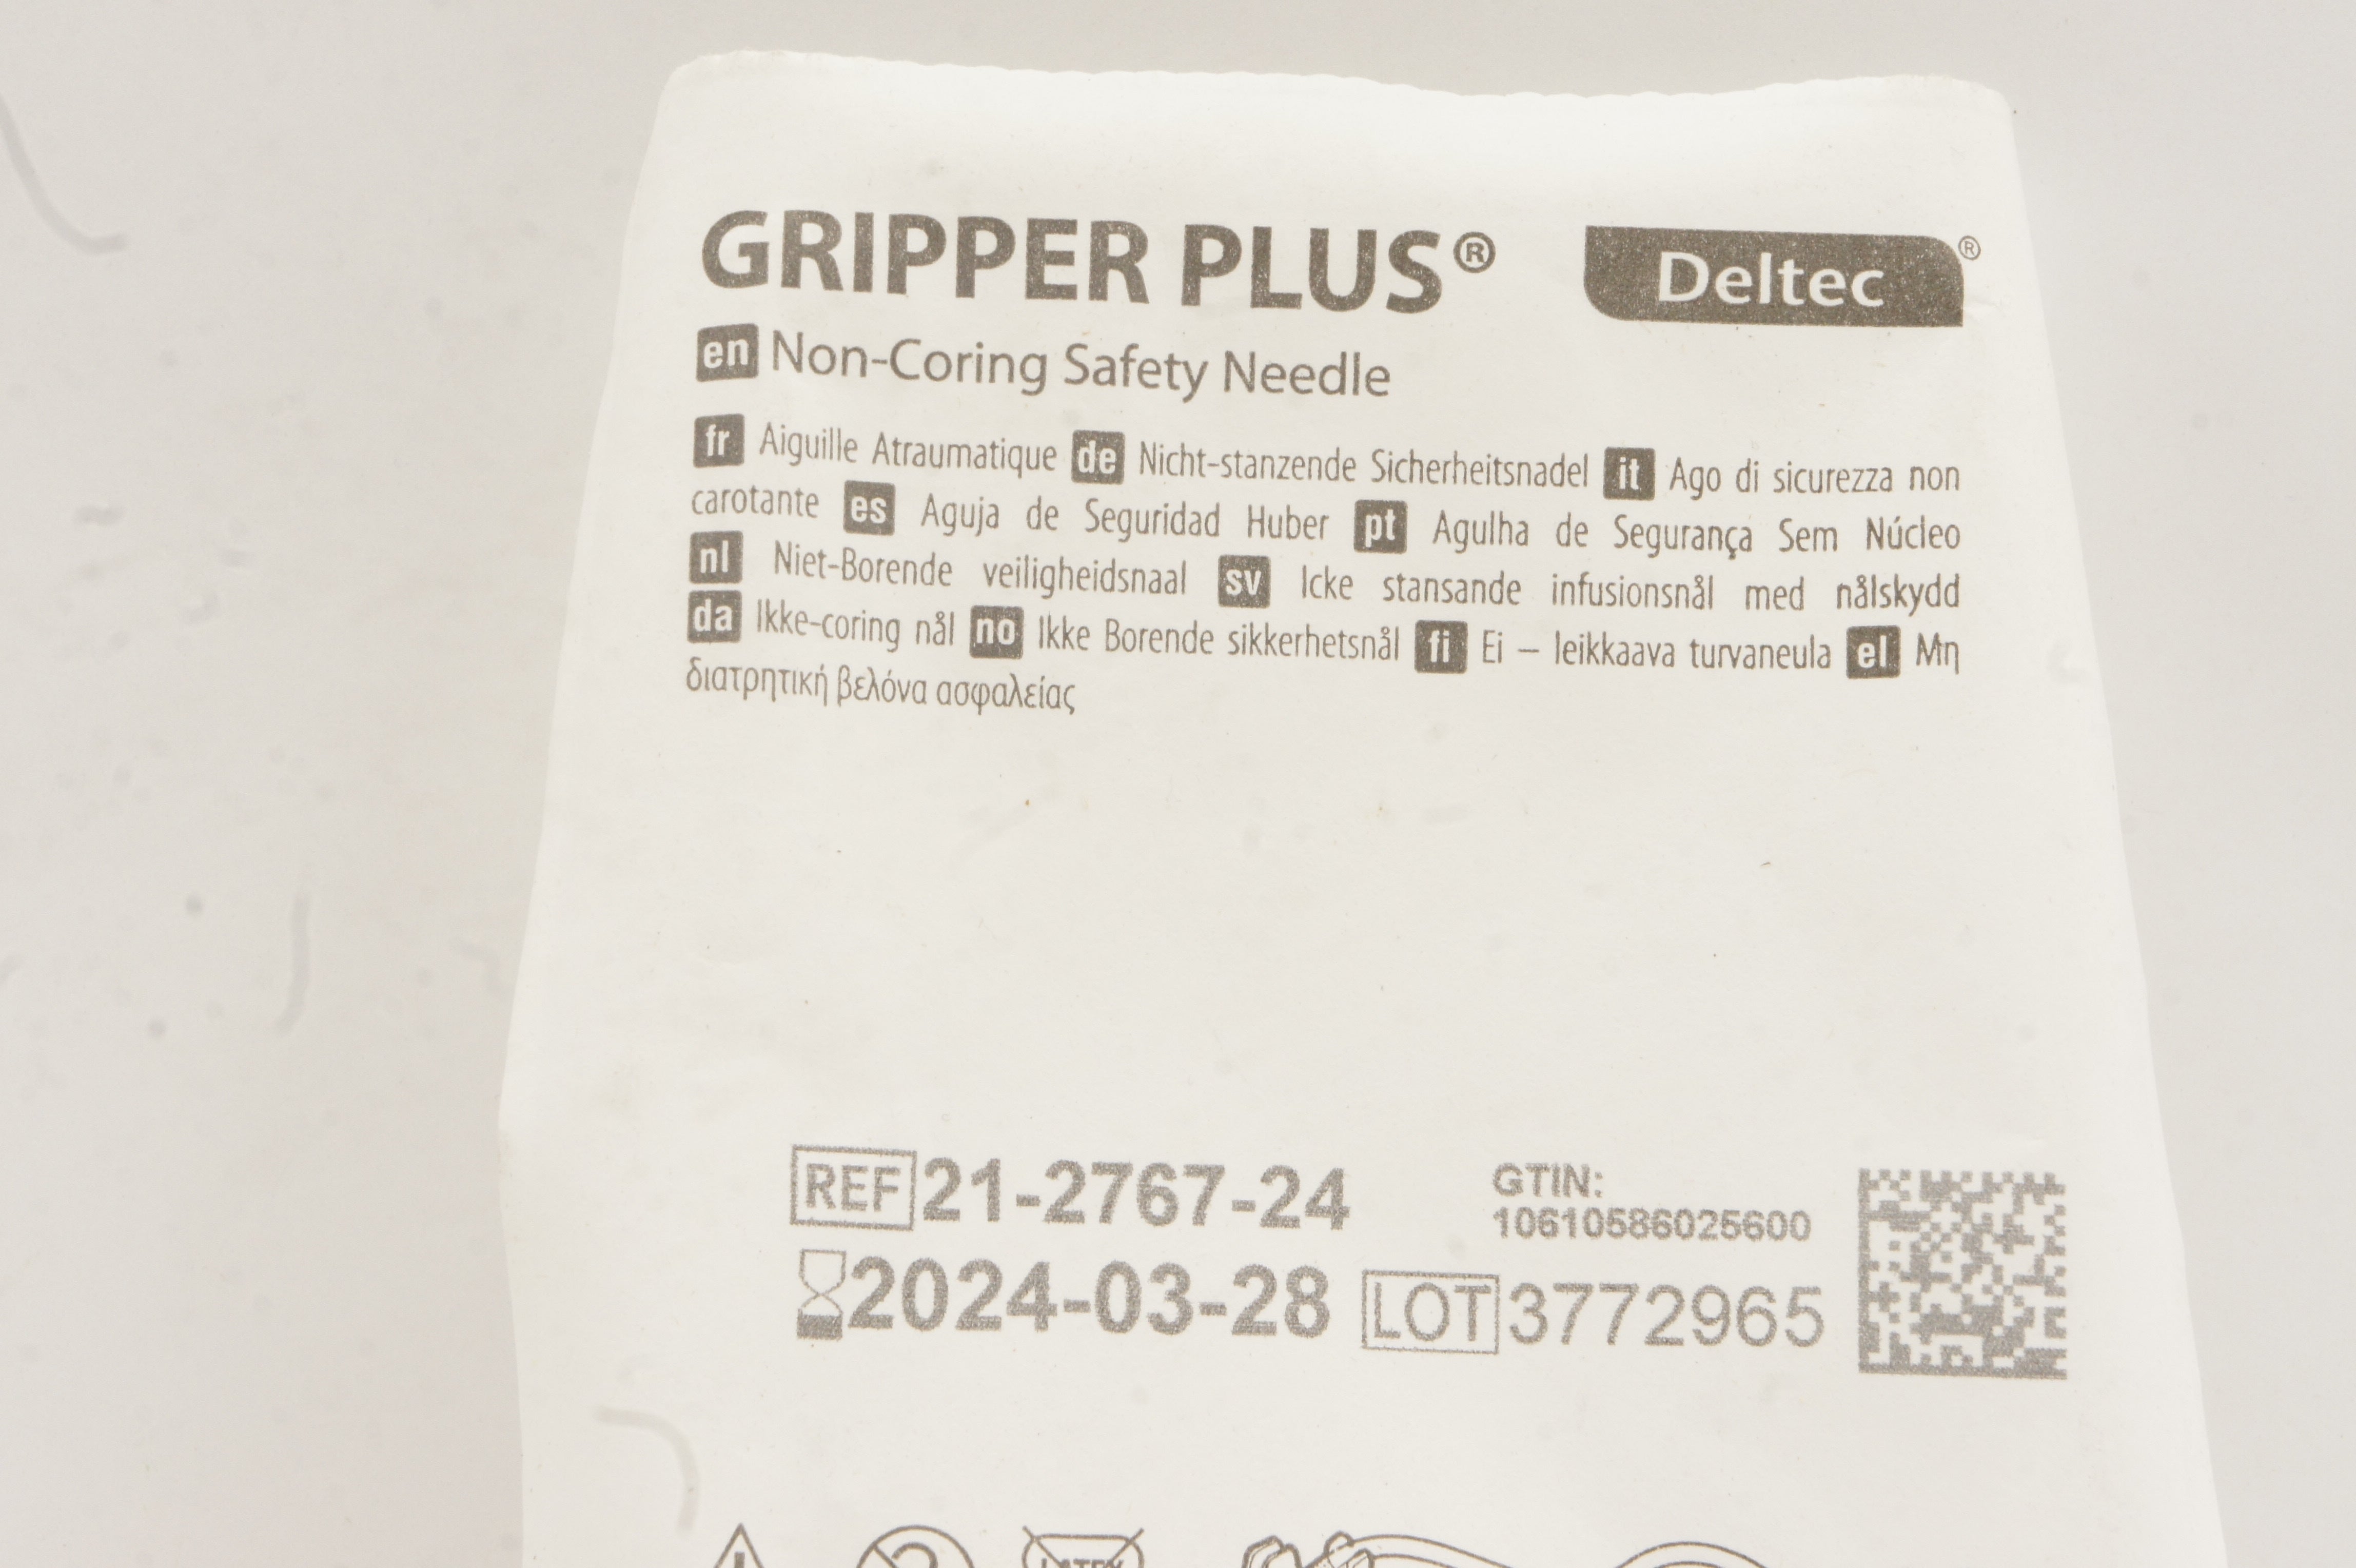 GRIPPER PLUS® Deltec®
en Non-Coring Safety Needle
fr Aiguille Atraumatique de Nicht-stanzende Sicherheitsnadel it Ago di sicurezza non
carotante es Aguja de Seguridad Huber pt Agulha de Segurança Sem Núcleo
nl Niet-Borende veiligheidsnaal sv Icke stansande infusionsnål med nålskydd
da Ikke-coring nål no Ikke Borende sikkerhetsnål fi Ei – leikkaava turvaneula el Μη
διατρητική βελόνα ασφαλείας
REF 21-2767-24
GTIN:
10610586025600
2024-03-28 LOT 3772965
LATEX